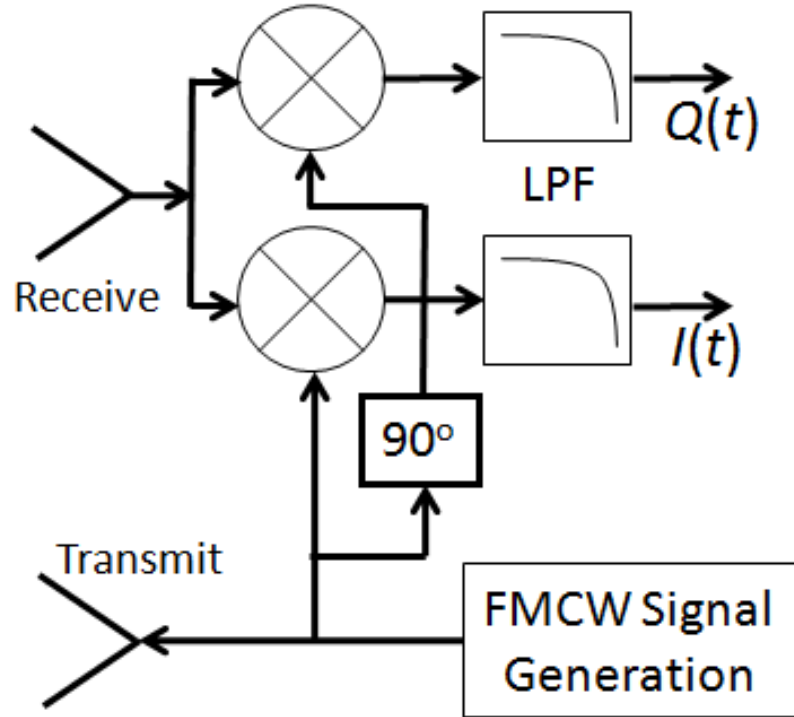 Q(t)
LPF
Receive
I(t)
90°
Transmit
FMCW Signal
Generation